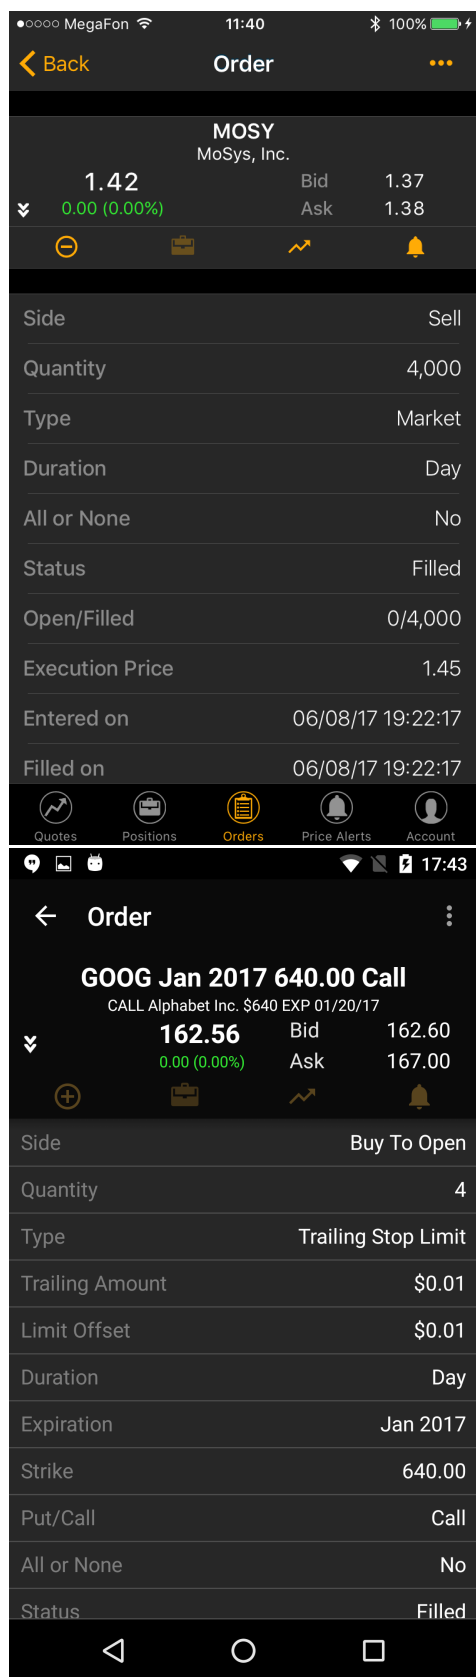 MegaFon 11:40 100%
Back Order
MOSY
MoSys, Inc.
1.42 Bid 1.37
0.00 (0.00%) Ask 1.38
Side Sell
Quantity 4,000
Type Market
Duration Day
All or None No
Status Filled
Open/Filled 0/4,000
Execution Price 1.45
Entered on 06/08/17 19:22:17
Filled on 06/08/17 19:22:17
Quotes Positions Orders Price Alerts Account
17:43
Order
GOOG Jan 2017 640.00 Call
CALL Alphabet Inc. $640 EXP 01/20/17
162.56 Bid 162.60
0.00 (0.00%) Ask 167.00
Side Buy To Open
Quantity 4
Type Trailing Stop Limit
Trailing Amount $0.01
Limit Offset $0.01
Duration Day
Expiration Jan 2017
Strike 640.00
Put/Call Call
All or None No
Status Filled